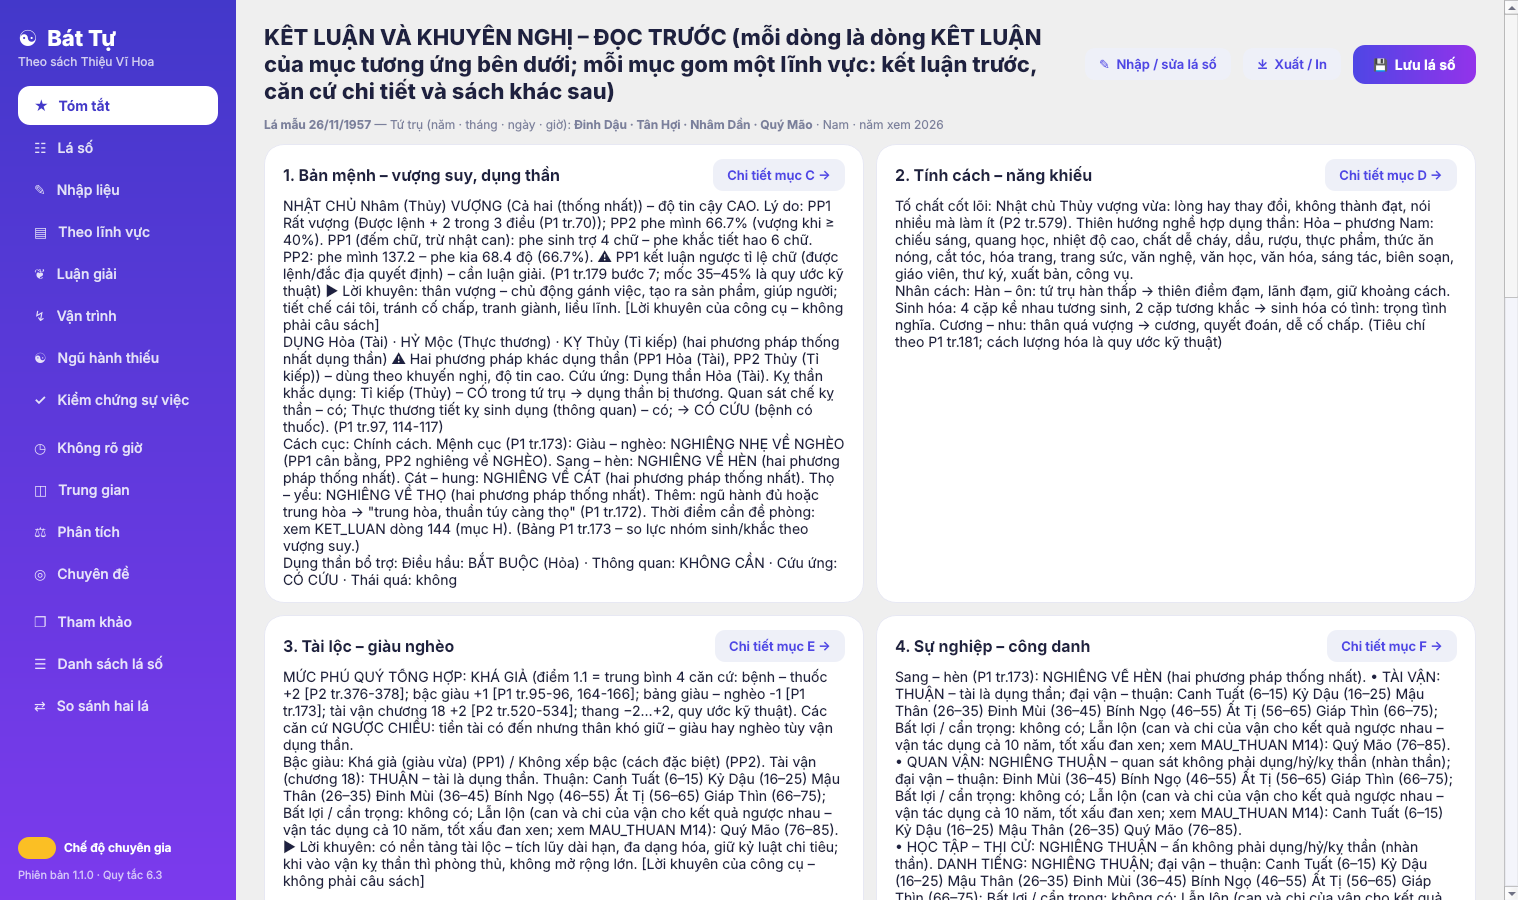 ☯ Bát Tự
Theo sách Thiệu Vĩ Hoa
★ Tóm tắt
☷ Lá số
✎ Nhập liệu
▤ Theo lĩnh vực
❦ Luận giải
↯ Vận trình
☯ Ngũ hành thiếu
✓ Kiểm chứng sự việc
◷ Không rõ giờ
◫ Trung gian
⚖ Phân tích
◎ Chuyên đề
❐ Tham khảo
☰ Danh sách lá số
⇄ So sánh hai lá
Chế độ chuyên gia
Phiên bản 1.1.0 · Quy tắc 6.3
KẾT LUẬN VÀ KHUYÊN NGHỊ – ĐỌC TRƯỚC (mỗi dòng là dòng KẾT LUẬN
của mục tương ứng bên dưới; mỗi mục gom một lĩnh vực: kết luận trước,
căn cứ chi tiết và sách khác sau)
✎ Nhập / sửa lá số
Xuất / In
💾 Lưu lá số
Lá mẫu 26/11/1957 — Tứ trụ (năm · tháng · ngày · giờ): Đinh Dậu · Tân Hợi · Nhâm Dần · Quý Mão · Nam · năm xem 2026
1. Bản mệnh – vượng suy, dụng thần
Chi tiết mục C →
NHẬT CHỦ Nhâm (Thủy) VƯỢNG (Cả hai (thống nhất)) – độ tin cậy CAO. Lý do: PP1
Rất vượng (Được lệnh + 2 trong 3 điều (P1 tr.70)); PP2 phe mình 66.7% (vượng khi ≥
40%). PP1 (đếm chữ, trừ nhật can): phe sinh trợ 4 chữ – phe khắc tiết hao 6 chữ.
PP2: phe mình 137.2 – phe kia 68.4 độ (66.7%). ⚠ PP1 kết luận ngược tỉ lệ chữ (được
lệnh/đắc địa quyết định) – cần luận giải. (P1 tr.179 bước 7; mốc 35–45% là quy ước kỹ
thuật) ▶ Lời khuyên: thân vượng – chủ động gánh việc, tạo ra sản phẩm, giúp người;
tiết chế cái tôi, tránh cố chấp, tranh giành, liều lĩnh. [Lời khuyên của công cụ – không
phải câu sách]
DỤNG Hỏa (Tài) · HỶ Mộc (Thực thương) · KỴ Thủy (Tỉ kiếp) (hai phương pháp thống
nhất dụng thần) ⚠ Hai phương pháp khác dụng thần (PP1 Hỏa (Tài), PP2 Thủy (Tỉ
kiếp)) – dùng theo khuyến nghị, độ tin cao. Cứu ứng: Dụng thần Hỏa (Tài). Kỵ thần
khắc dụng: Tỉ kiếp (Thủy) – CÓ trong tứ trụ → dụng thần bị thương. Quan sát chế kỵ
thần – có; Thực thương tiết kỵ sinh dụng (thông quan) – có; → CÓ CỨU (bệnh có
thuốc). (P1 tr.97, 114-117)
Cách cục: Chính cách. Mệnh cục (P1 tr.173): Giàu – nghèo: NGHIÊNG NHẸ VỀ NGHÈO
(PP1 cân bằng, PP2 nghiêng về NGHÈO). Sang – hèn: NGHIÊNG VỀ HÈN (hai phương
pháp thống nhất). Cát – hung: NGHIÊNG VỀ CÁT (hai phương pháp thống nhất). Thọ
– yểu: NGHIÊNG VỀ THỌ (hai phương pháp thống nhất). Thêm: ngũ hành đủ hoặc
trung hòa → "trung hòa, thuần túy càng thọ" (P1 tr.172). Thời điểm cần đề phòng:
xem KET_LUAN dòng 144 (mục H). (Bảng P1 tr.173 – so lực nhóm sinh/khắc theo
vượng suy.)
Dụng thần bổ trợ: Điều hầu: BẮT BUỘC (Hỏa) · Thông quan: KHÔNG CẦN · Cứu ứng:
CÓ CỨU · Thái quá: không
2. Tính cách – năng khiếu
Chi tiết mục D →
Tố chất cốt lõi: Nhật chủ Thủy vượng vừa: lòng hay thay đổi, không thành đạt, nói
nhiều mà làm ít (P2 tr.579). Thiên hướng nghề hợp dụng thần: Hỏa – phương Nam:
chiếu sáng, quang học, nhiệt độ cao, chất dễ cháy, dầu, rượu, thực phẩm, thức ăn
nóng, cắt tóc, hóa trang, trang sức, văn nghệ, văn học, văn hóa, sáng tác, biên soạn,
giáo viên, thư ký, xuất bản, công vụ.
Nhân cách: Hàn – ôn: tứ trụ hàn thấp → thiên điềm đạm, lãnh đạm, giữ khoảng cách.
Sinh hóa: 4 cặp kề nhau tương sinh, 2 cặp tương khắc → sinh hóa có tình: trọng tình
nghĩa. Cương – nhu: thân quá vượng → cương, quyết đoán, dễ cố chấp. (Tiêu chí
theo P1 tr.181; cách lượng hóa là quy ước kỹ thuật)
3. Tài lộc – giàu nghèo
Chi tiết mục E →
MỨC PHÚ QUÝ TỔNG HỢP: KHÁ GIẢ (điểm 1.1 = trung bình 4 căn cứ: bệnh – thuốc
+2 [P2 tr.376-378]; bậc giàu +1 [P1 tr.95-96, 164-166]; bảng giàu – nghèo -1 [P1
tr.173]; tài vận chương 18 +2 [P2 tr.520-534]; thang −2…+2, quy ước kỹ thuật). Các
căn cứ NGƯỢC CHIỀU: tiền tài có đến nhưng thân khó giữ – giàu hay nghèo tùy vận
dụng thần.
Bậc giàu: Khá giả (giàu vừa) (PP1) / Không xếp bậc (cách đặc biệt) (PP2). Tài vận
(chương 18): THUẬN – tài là dụng thần. Thuận: Canh Tuất (6–15) Kỷ Dậu (16–25) Mậu
Thân (26–35) Đinh Mùi (36–45) Bính Ngọ (46–55) Ất Tị (56–65) Giáp Thìn (66–75);
Bất lợi / cần trọng: không có; Lẫn lộn (can và chi của vận cho kết quả ngược nhau –
vận tác dụng cả 10 năm, tốt xấu đan xen; xem MAU_THUAN M14): Quý Mão (76–85).
▶ Lời khuyên: có nền tảng tài lộc – tích lũy dài hạn, đa dạng hóa, giữ kỷ luật chi tiêu;
khi vào vận kỵ thần thì phòng thủ, không mở rộng lớn. [Lời khuyên của công cụ –
không phải câu sách]
4. Sự nghiệp – công danh
Chi tiết mục F →
Sang – hèn (P1 tr.173): NGHIÊNG VỀ HÈN (hai phương pháp thống nhất). • TÀI VẬN:
THUẬN – tài là dụng thần; đại vận – thuận: Canh Tuất (6–15) Kỷ Dậu (16–25) Mậu
Thân (26–35) Đinh Mùi (36–45) Bính Ngọ (46–55) Ất Tị (56–65) Giáp Thìn (66–75);
Bất lợi / cần trọng: không có; Lẫn lộn (can và chi của vận cho kết quả ngược nhau –
vận tác dụng cả 10 năm, tốt xấu đan xen; xem MAU_THUAN M14): Quý Mão (76–85).
• QUAN VẬN: NGHIÊNG THUẬN – quan sát không phải dụng/hỷ/kỵ thần (nhàn thần);
đại vận – thuận: Đinh Mùi (36–45) Bính Ngọ (46–55) Ất Tị (56–65) Giáp Thìn (66–75);
Bất lợi / cần trọng: không có; Lẫn lộn (can và chi của vận cho kết quả ngược nhau –
vận tác dụng cả 10 năm, tốt xấu đan xen; xem MAU_THUAN M14): Canh Tuất (6–15)
Kỷ Dậu (16–25) Mậu Thân (26–35) Quý Mão (76–85).
• HỌC TẬP – THI CỬ: NGHIÊNG THUẬN – ấn không phải dụng/hỷ/kỵ thần (nhàn
thần). DANH TIẾNG: NGHIÊNG THUẬN; đại vận – thuận: Canh Tuất (6–15) Kỷ Dậu
(16–25) Mậu Thân (26–35) Đinh Mùi (36–45) Bính Ngọ (46–55) Ất Tị (56–65) Giáp
Thìn (66–75); Bất lợi / cần trọng: không có; Lẫn lộn (can và chi của vận cho kết quả